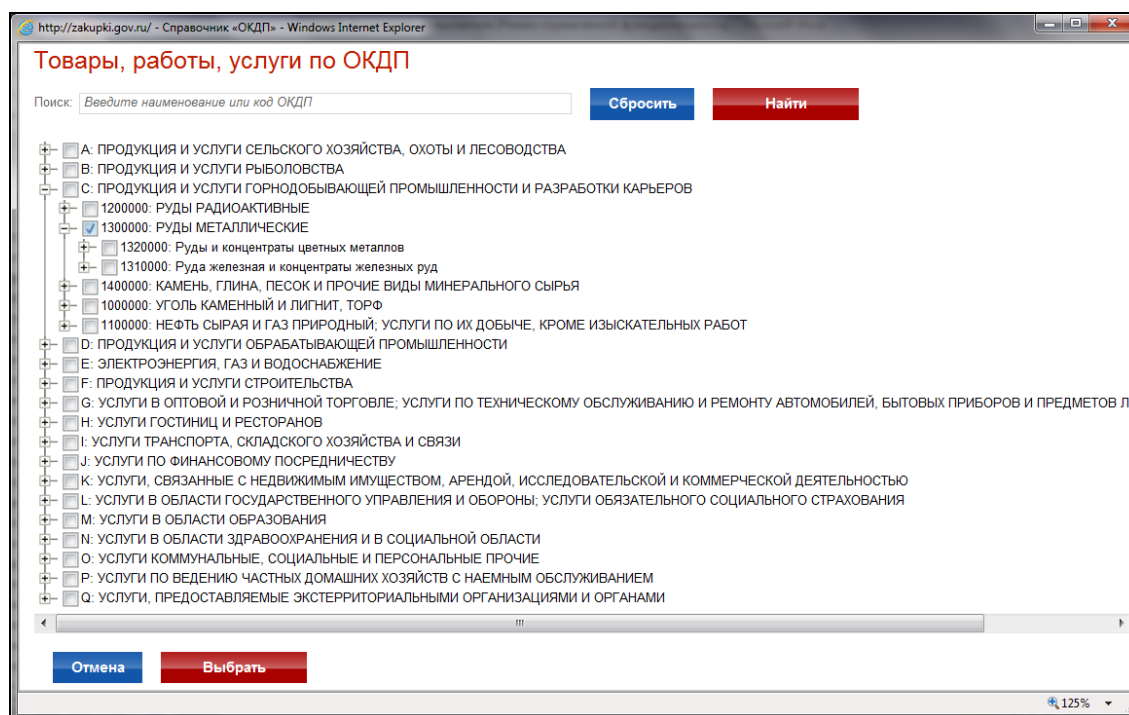 http://zakupki.gov.ru/ - Справочник «ОКДП» - Windows Internet Explorer
Товары, работы, услуги по ОКДП
Поиск: Введите наименование или код ОКДП Сбросить Найти
A: ПРОДУКЦИЯ И УСЛУГИ СЕЛЬСКОГО ХОЗЯЙСТВА, ОХОТЫ И ЛЕСОВОДСТВА
B: ПРОДУКЦИЯ И УСЛУГИ РЫБОЛОВСТВА
C: ПРОДУКЦИЯ И УСЛУГИ ГОРНОДОБЫВАЮЩЕЙ ПРОМЫШЛЕННОСТИ И РАЗРАБОТКИ КАРЬЕРОВ
1200000: РУДЫ РАДИОАКТИВНЫЕ
1300000: РУДЫ МЕТАЛЛИЧЕСКИЕ
1320000: Руды и концентраты цветных металлов
1310000: Руда железная и концентраты железных руд
1400000: КАМЕНЬ, ГЛИНА, ПЕСОК И ПРОЧИЕ ВИДЫ МИНЕРАЛЬНОГО СЫРЬЯ
1000000: УГОЛЬ КАМЕННЫЙ И ЛИГНИТ, ТОРФ
1100000: НЕФТЬ СЫРАЯ И ГАЗ ПРИРОДНЫЙ; УСЛУГИ ПО ИХ ДОБЫЧЕ, КРОМЕ ИЗЫСКАТЕЛЬНЫХ РАБОТ
D: ПРОДУКЦИЯ И УСЛУГИ ОБРАБАТЫВАЮЩЕЙ ПРОМЫШЛЕННОСТИ
E: ЭЛЕКТРОЭНЕРГИЯ, ГАЗ И ВОДОСНАБЖЕНИЕ
F: ПРОДУКЦИЯ И УСЛУГИ СТРОИТЕЛЬСТВА
G: УСЛУГИ В ОПТОВОЙ И РОЗНИЧНОЙ ТОРГОВЛЕ; УСЛУГИ ПО ТЕХНИЧЕСКОМУ ОБСЛУЖИВАНИЮ И РЕМОНТУ АВТОМОБИЛЕЙ, БЫТОВЫХ ПРИБОРОВ И ПРЕДМЕТОВ Л
H: УСЛУГИ ГОСТИНИЦ И РЕСТОРАНОВ
I: УСЛУГИ ТРАНСПОРТА, СКЛАДСКОГО ХОЗЯЙСТВА И СВЯЗИ
J: УСЛУГИ ПО ФИНАНСОВОМУ ПОСРЕДНИЧЕСТВУ
K: УСЛУГИ, СВЯЗАННЫЕ С НЕДВИЖИМЫМ ИМУЩЕСТВОМ, АРЕНДОЙ, ИССЛЕДОВАТЕЛЬСКОЙ И КОММЕРЧЕСКОЙ ДЕЯТЕЛЬНОСТЬЮ
L: УСЛУГИ В ОБЛАСТИ ГОСУДАРСТВЕННОГО УПРАВЛЕНИЯ И ОБОРОНЫ; УСЛУГИ ОБЯЗАТЕЛЬНОГО СОЦИАЛЬНОГО СТРАХОВАНИЯ
M: УСЛУГИ В ОБЛАСТИ ОБРАЗОВАНИЯ
N: УСЛУГИ В ОБЛАСТИ ЗДРАВООХРАНЕНИЯ И В СОЦИАЛЬНОЙ ОБЛАСТИ
O: УСЛУГИ КОММУНАЛЬНЫЕ, СОЦИАЛЬНЫЕ И ПЕРСОНАЛЬНЫЕ ПРОЧИЕ
P: УСЛУГИ ПО ВЕДЕНИЮ ЧАСТНЫХ ДОМАШНИХ ХОЗЯЙСТВ С НАЕМНЫМ ОБСЛУЖИВАНИЕМ
Q: УСЛУГИ, ПРЕДОСТАВЛЯЕМЫЕ ЭКСТЕРРИТОРИАЛЬНЫМИ ОРГАНИЗАЦИЯМИ И ОРГАНАМИ
Отмена Выбрать
125%